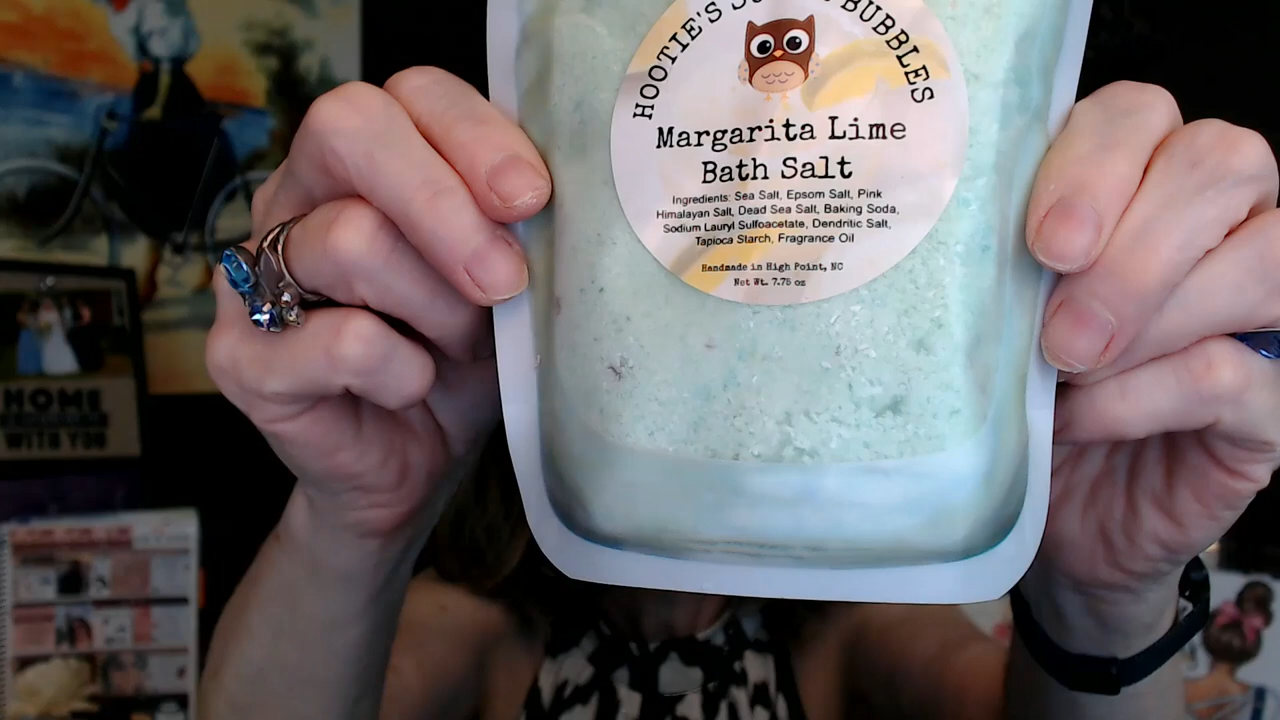 HOOTIE'S BUBBLES
Margarita Lime
Bath Salt
Ingredients: Sea Salt, Epsom Salt, Pink
Himalayan Salt, Dead Sea Salt, Baking Soda,
Sodium Lauryl Sulfoacetate, Dendritic Salt,
Tapioca Starch, Fragrance Oil
Handmade in High Point, NC
Net Wt. 7.75 oz
HOME
WITH YOU